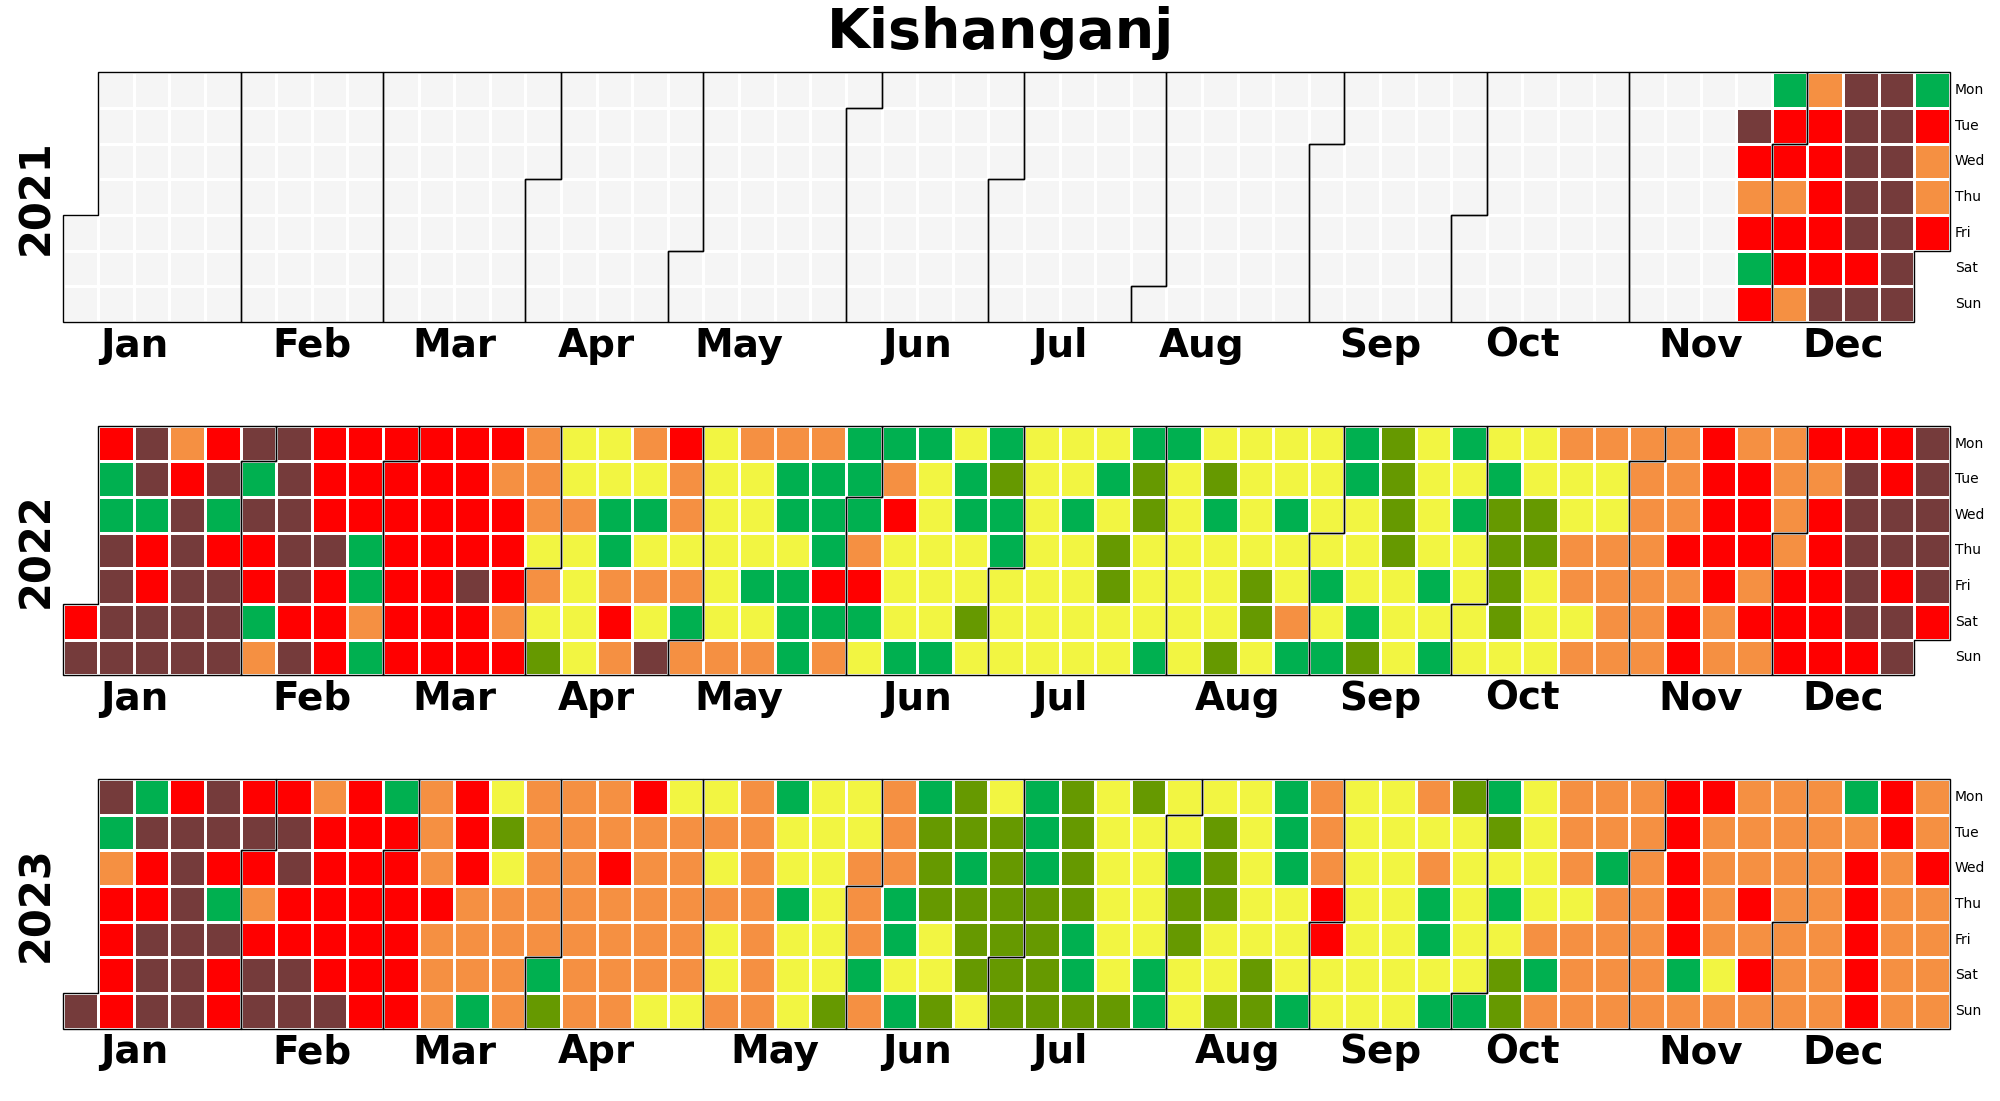 Kishanganj
2021
Mon
Tue
Wed
Thu
Fri
Sat
Sun
Jan Feb Mar Apr May Jun Jul Aug Sep Oct Nov Dec
2022
Mon
Tue
Wed
Thu
Fri
Sat
Sun
Jan Feb Mar Apr May Jun Jul Aug Sep Oct Nov Dec
2023
Mon
Tue
Wed
Thu
Fri
Sat
Sun
Jan Feb Mar Apr May Jun Jul Aug Sep Oct Nov Dec